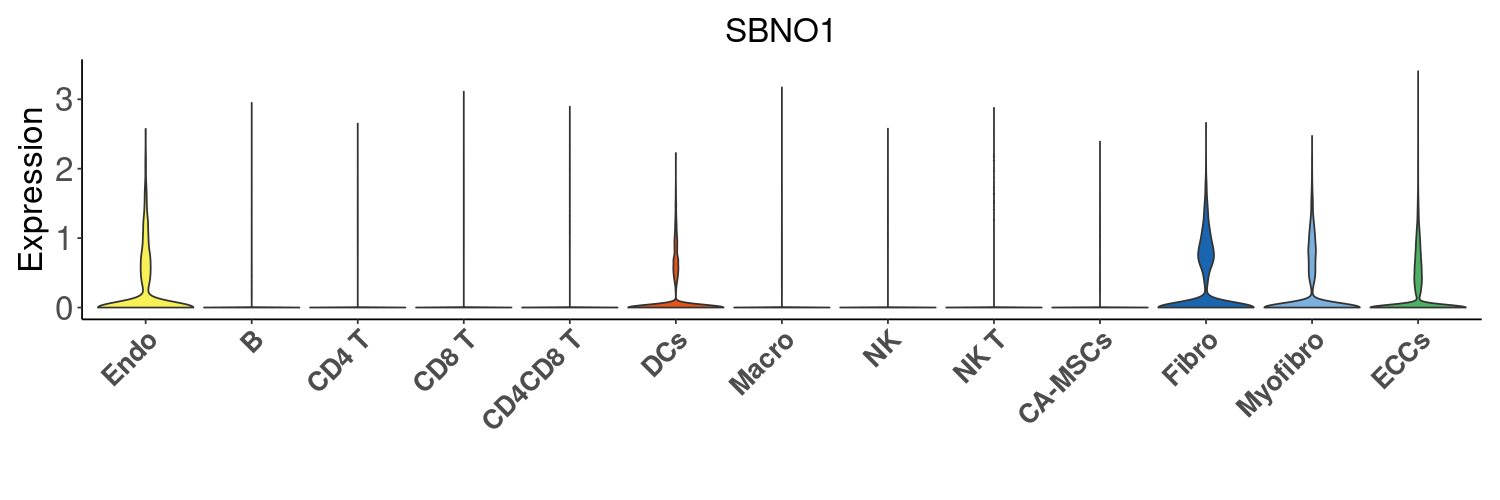 SBNO1
Expression
3
2
1
0
Endo
B
CD4 T
CD8 T
CD4CD8 T
DCs
Macro
NK
NK T
CA-MSCs
Fibro
Myofibro
ECCs